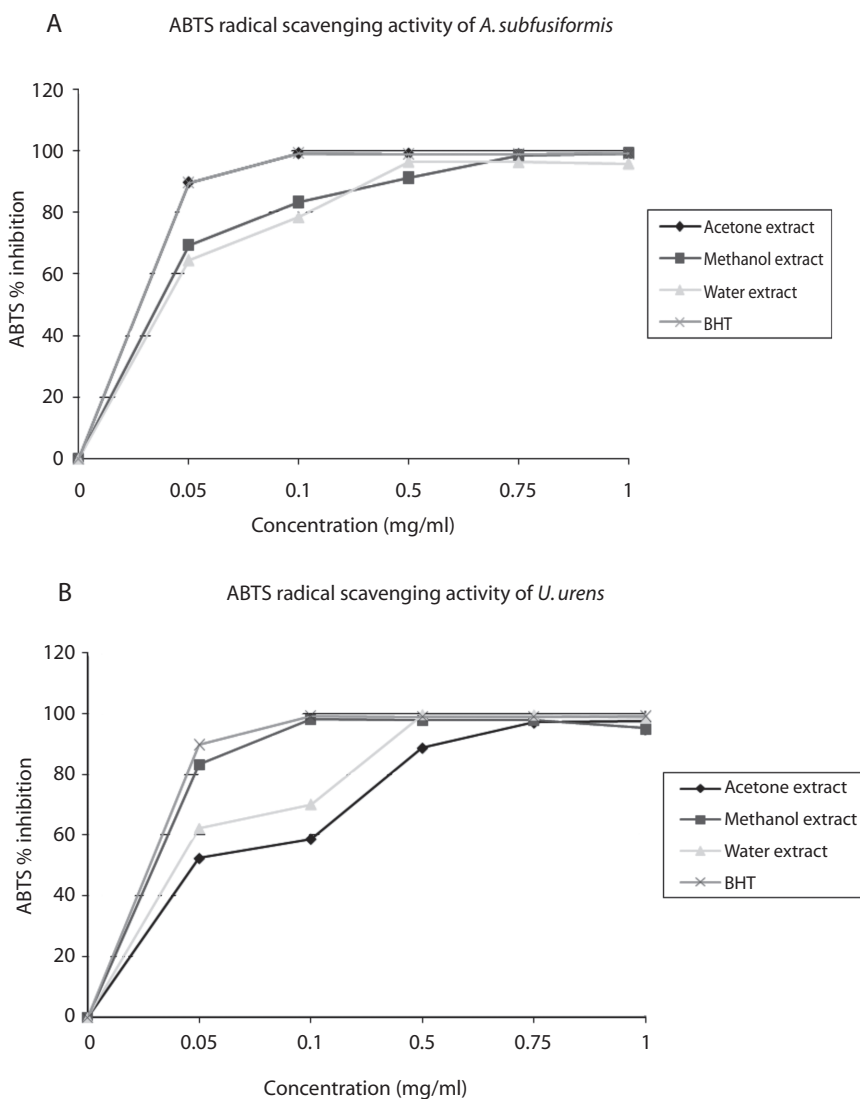 A
ABTS radical scavenging activity of A. subfusiformis
120
100
80
60
40
20
0
ABTS % inhibition
0 0.05 0.1 0.5 0.75 1
Concentration (mg/ml)
Acetone extract
Methanol extract
Water extract
BHT
B
ABTS radical scavenging activity of U. urens
120
100
80
60
40
20
0
ABTS % inhibition
0 0.05 0.1 0.5 0.75 1
Concentration (mg/ml)
Acetone extract
Methanol extract
Water extract
BHT